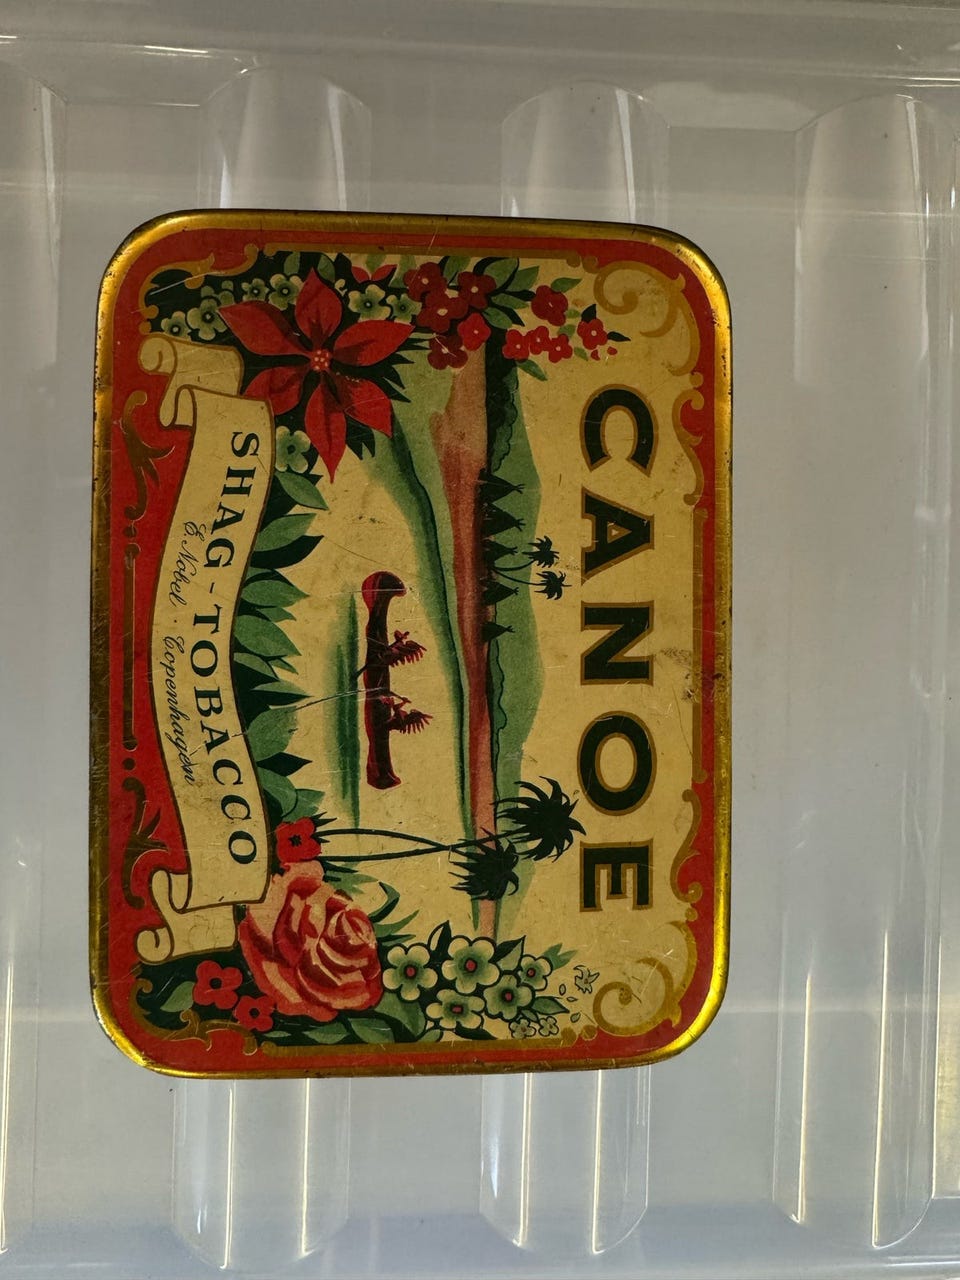 CANOE
SHAG-TOBACCO
E. Nobel · Copenhagen